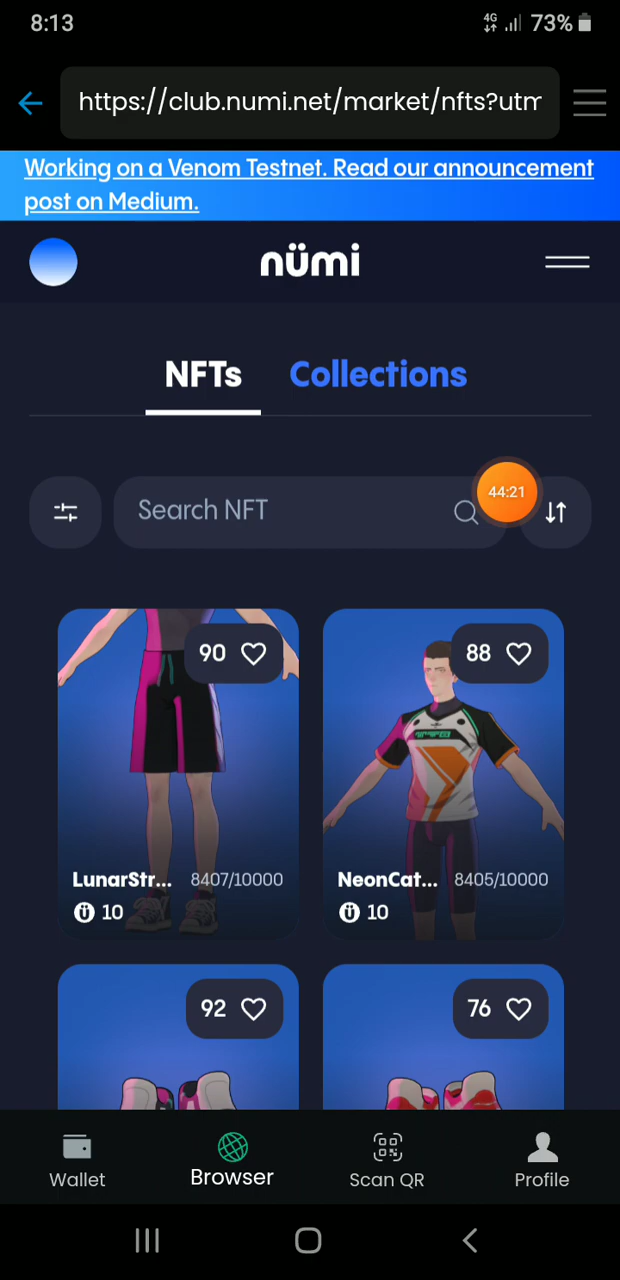 8:13
4G 73%
https://club.numi.net/market/nfts?utm
Working on a Venom Testnet. Read our announcement
post on Medium.
nümi
NFTs Collections
44:21
Search NFT
90 88
LunarStr... 8407/10000 NeonCat... 8405/10000
Ü 10 Ü 10
92 76
Wallet Browser Scan QR Profile